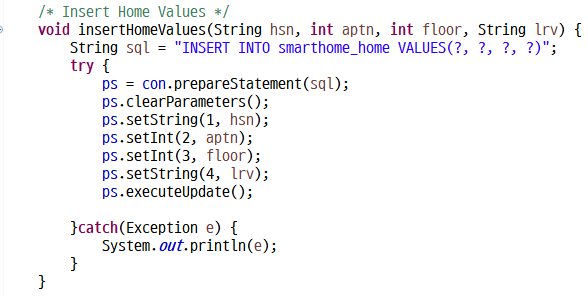 /* Insert Home Values */
void insertHomeValues(String hsn, int aptn, int floor, String lrv) {
    String sql = "INSERT INTO smarthome_home VALUES(?, ?, ?, ?)";
    try {
        ps = con.prepareStatement(sql);
        ps.clearParameters();
        ps.setString(1, hsn);
        ps.setInt(2, aptn);
        ps.setInt(3, floor);
        ps.setString(4, lrv);
        ps.executeUpdate();

    }catch(Exception e) {
        System.out.println(e);
    }
}